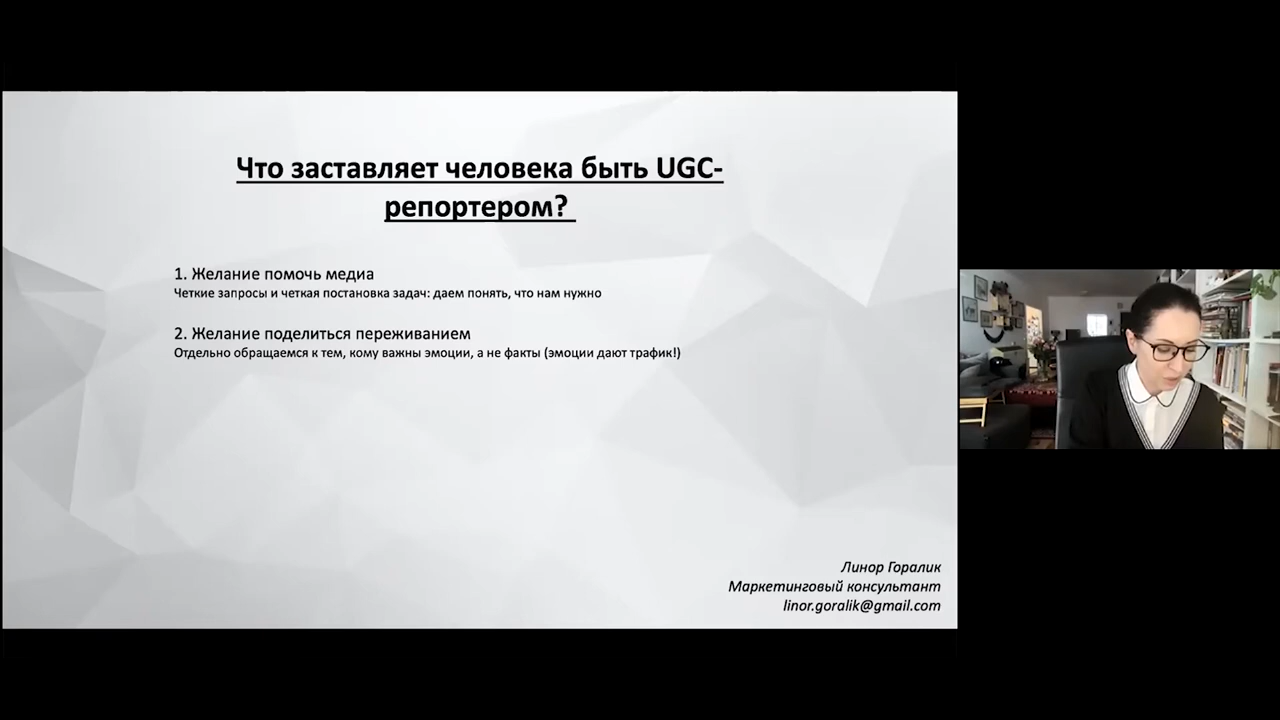 Что заставляет человека быть UGC-
репортером?
1. Желание помочь медиа
Четкие запросы и четкая постановка задач: даем понять, что нам нужно
2. Желание поделиться переживанием
Отдельно обращаемся к тем, кому важны эмоции, а не факты (эмоции дают трафик!)
Линор Горалик
Маркетинговый консультант
linor.goralik@gmail.com